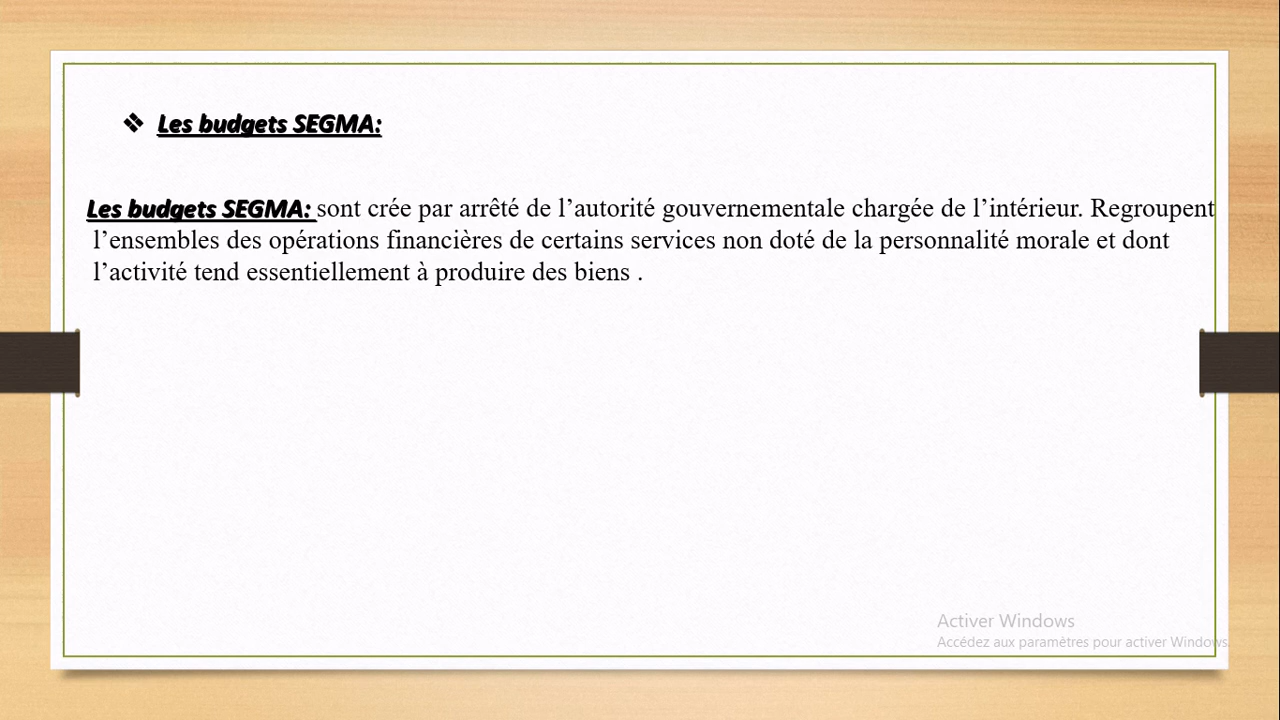 ❖ Les budgets SEGMA:
Les budgets SEGMA: sont crée par arrêté de l’autorité gouvernementale chargée de l’intérieur. Regroupent
l’ensembles des opérations financières de certains services non doté de la personnalité morale et dont
l’activité tend essentiellement à produire des biens .
Activer Windows
Accédez aux paramètres pour activer Windows.